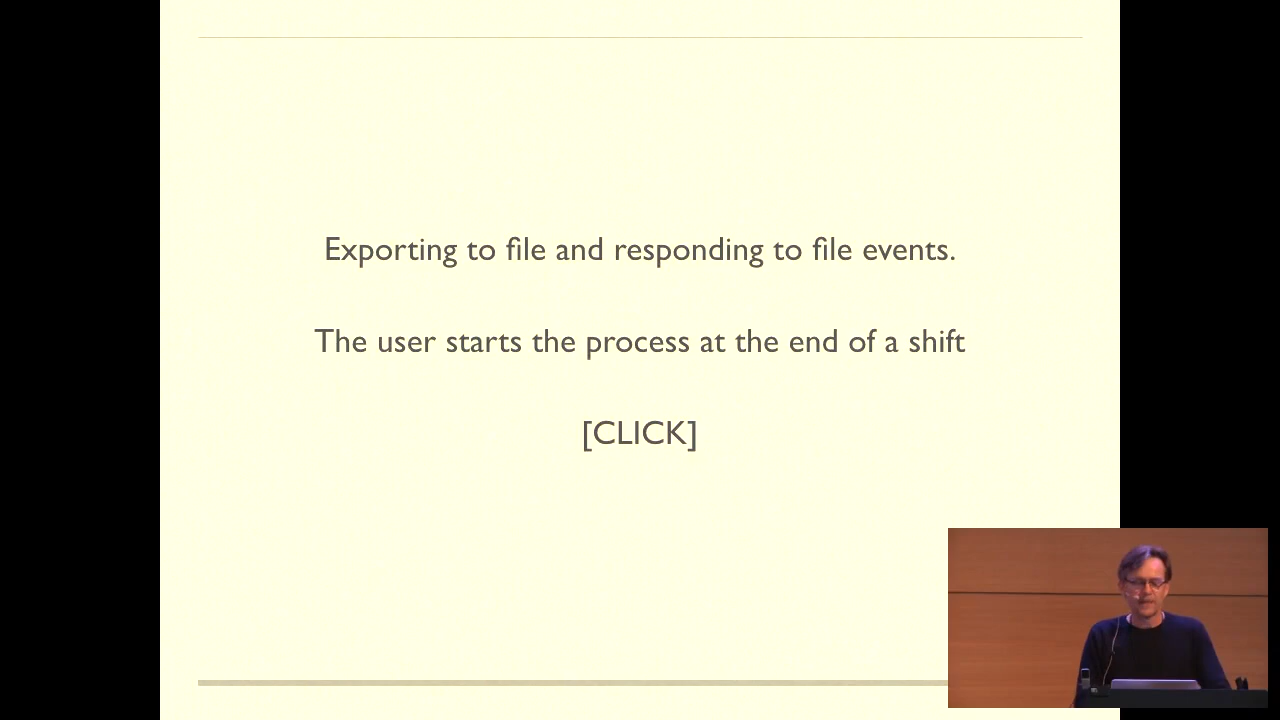 Exporting to file and responding to file events.
The user starts the process at the end of a shift
[CLICK]